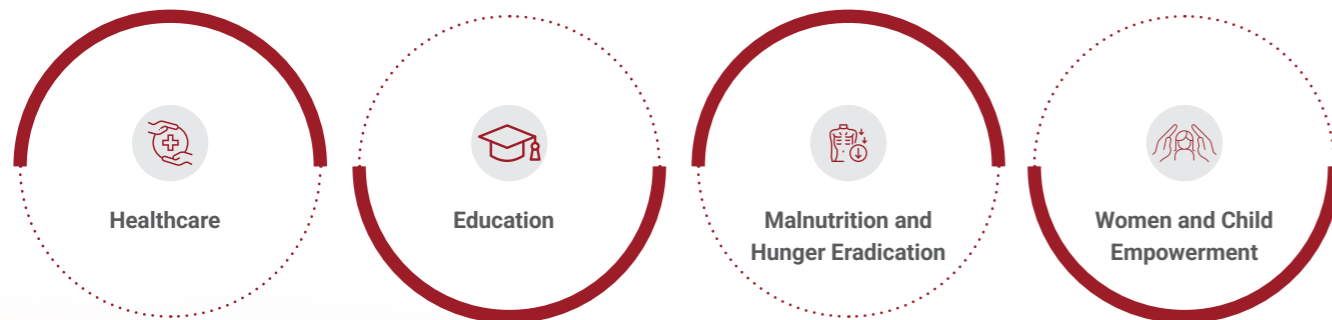 Healthcare
Education
Malnutrition and
Hunger Eradication
Women and Child
Empowerment